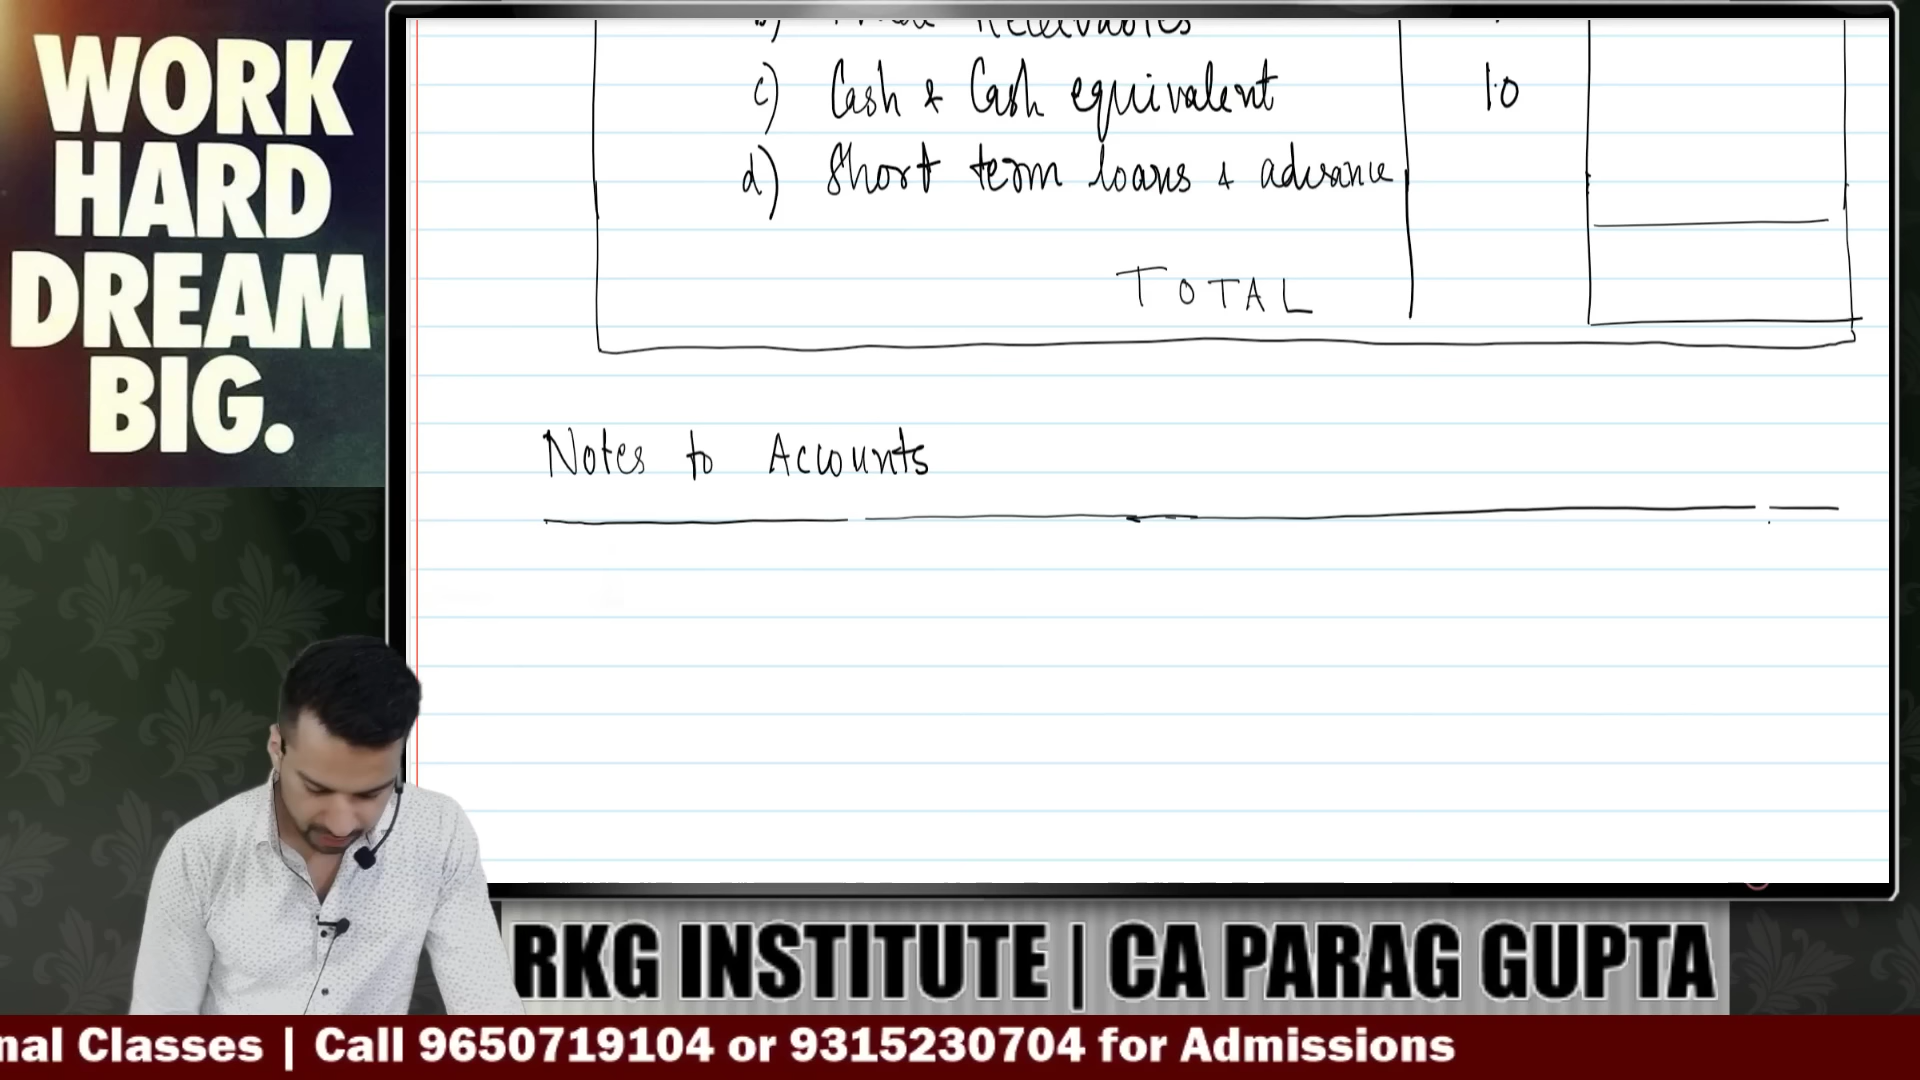 WORK
HARD
DREAM
BIG.
b) Receivables
c) Cash & Cash equivalent 10
d) Short term loans & advance
TOTAL
Notes to Accounts
RKG INSTITUTE | CA PARAG GUPTA
nal Classes | Call 9650719104 or 9315230704 for Admissions